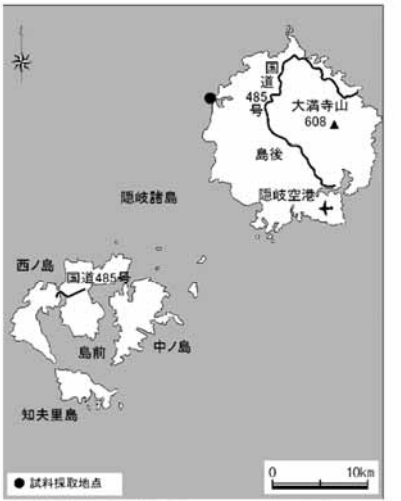 国道
485
号
大満寺山
608
島後
隠岐空港
隠岐諸島
西ノ島
国道485号
島前
中ノ島
知夫里島
試料採取地点
0 10km